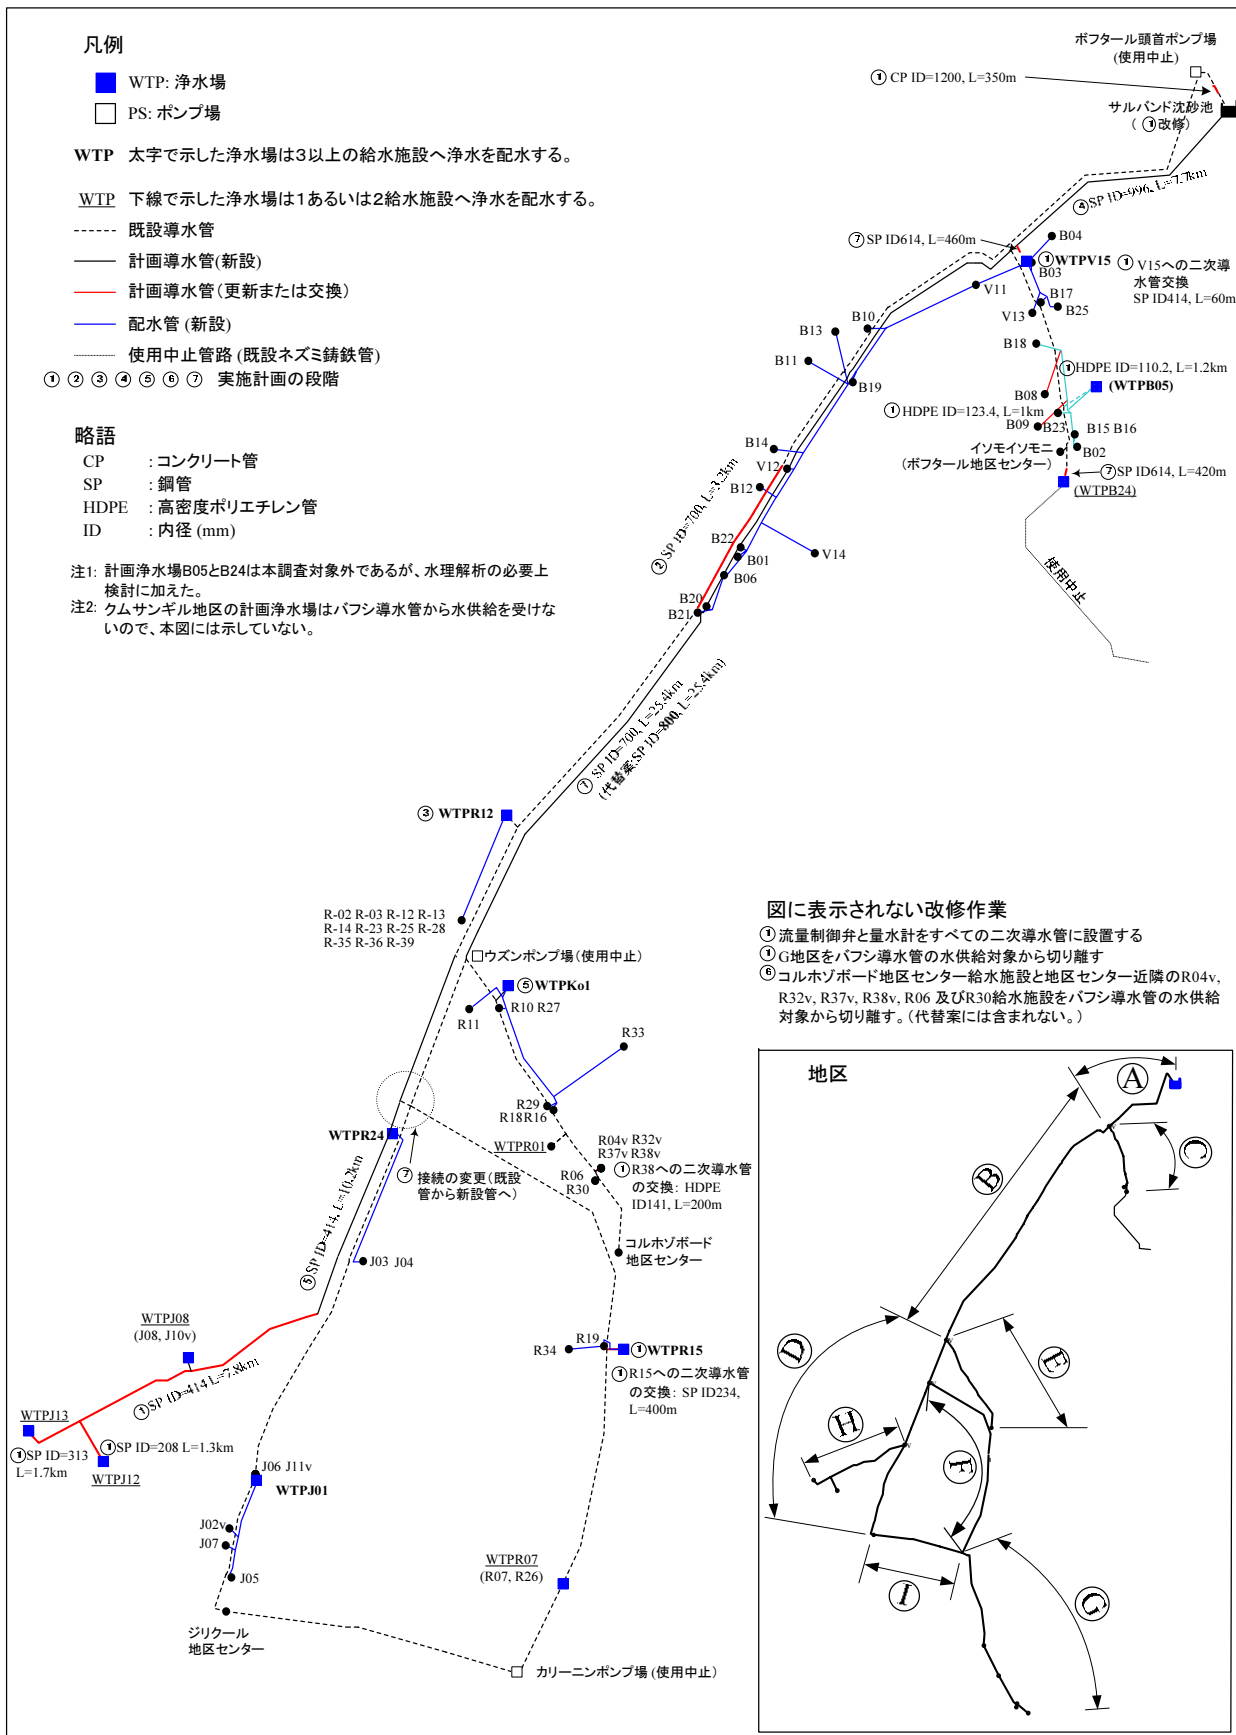 凡例
WTP: 浄水場
PS: ポンプ場
WTP 太字で示した浄水場は3以上の給水施設へ浄水を配水する。
WTP 下線で示した浄水場は1あるいは2給水施設へ浄水を配水する。
既設導水管
計画導水管(新設)
計画導水管(更新または交換)
配水管 (新設)
使用中止管路 (既設ネズミ鋳鉄管)
① ② ③ ④ ⑤ ⑥ ⑦ 実施計画の段階
略語
CP : コンクリート管
SP : 鋼管
HDPE : 高密度ポリエチレン管
ID : 内径 (mm)
注1: 計画浄水場B05とB24は本調査対象外であるが、水理解析の必要上
検討に加えた。
注2: クムサンギル地区の計画浄水場はバフシ導水管から水供給を受けな
いので、本図には示していない。
ボフタール頭首ポンプ場
(使用中止)
① CP ID=1200, L=350m
サルバンド沈砂池
( ①改修)
④SP ID=996, L=7.7km
⑦ SP ID614, L=460m
B04
① WTPV15
B03
① V15への二次導
水管交換
SP ID414, L=60m
V11
B17
B25
V13
B10
B13
B18
B11
①HDPE ID=110.2, L=1.2km
(WTPB05)
B19
B08
①HDPE ID=123.4, L=1km
B09
B23
B15 B16
B02
イソモイソモニ
(ボフタール地区センター)
⑦SP ID614, L=420m
(WTPB24)
使用中止
B14
V12
B12
②SP ID=700, L=3.2km
B22
B01
V14
B06
B20
B21
⑦ SP ID=700, L=25.4km
(代替案:SP ID=800, L=25.4km)
③ WTPR12
R-02 R-03 R-12 R-13
R-14 R-23 R-25 R-28
R-35 R-36 R-39
ウズンポンプ場(使用中止)
⑤WTPKo1
R11
R10 R27
R33
R29
R18R16
WTPR24
WTPR01
R04v R32v
R37v R38v
R06
R30
①R38への二次導水管
の交換: HDPE
ID141, L=200m
⑦ 接続の変更(既設
管から新設管へ)
コルホゾボード
地区センター
⑤SP ID=414, L=10.2km
J03 J04
WTPJ08
(J08, J10v)
R19
R34
①WTPR15
①R15への二次導水管
の交換: SP ID234,
L=400m
①SP ID=414 L=7.8km
WTPJ13
①SP ID=313
L=1.7km
①SP ID=208 L=1.3km
WTPJ12
J06 J11v
WTPJ01
J02v
J07
J05
WTPR07
(R07, R26)
ジリクール
地区センター
カリーニンポンプ場 (使用中止)
図に表示されない改修作業
① 流量制御弁と量水計をすべての二次導水管に設置する
① G地区をバフシ導水管の水供給対象から切り離す
⑥ コルホゾボード地区センター給水施設と地区センター近隣のR04v,
R32v, R37v, R38v, R06 及びR30給水施設をバフシ導水管の水供給
対象から切り離す。(代替案には含まれない。)
地区
A
B
C
D
E
H
F
I
G